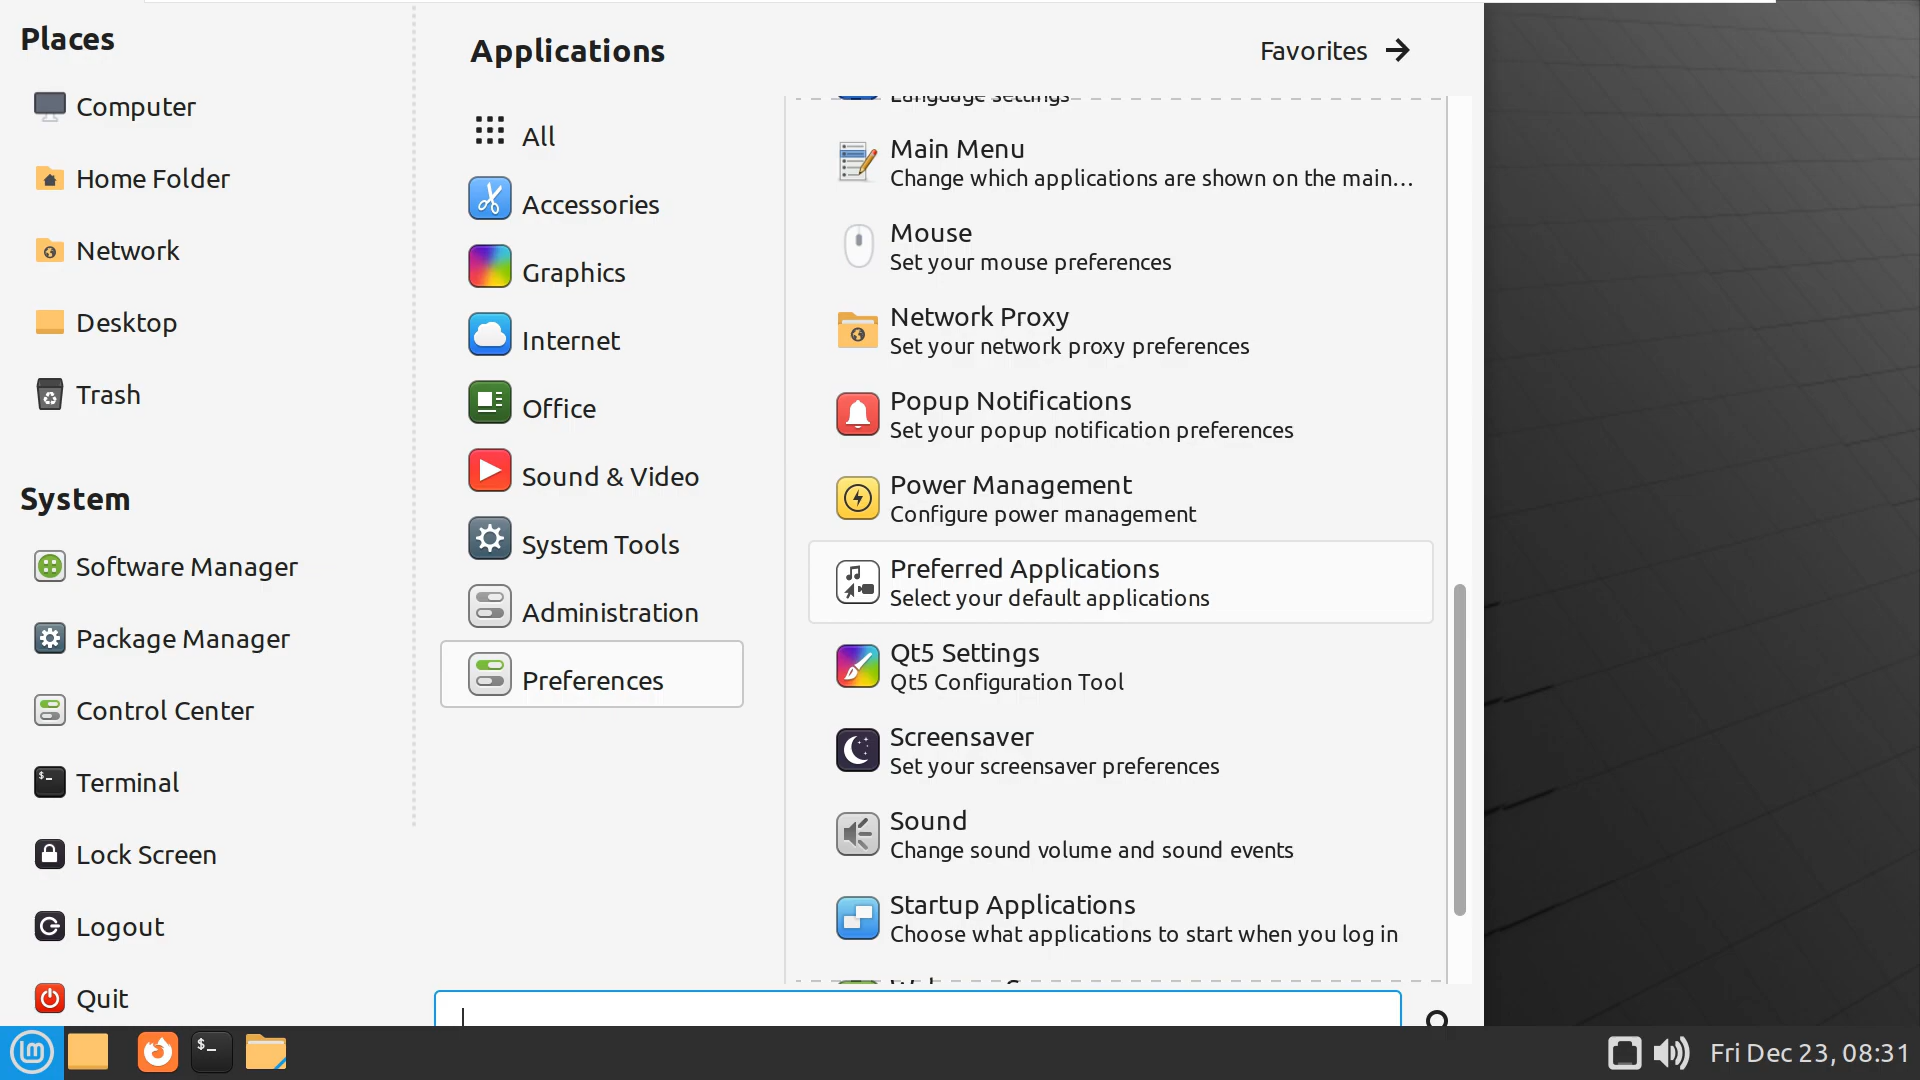 Places
Computer
Home Folder
Network
Desktop
Trash
System
Software Manager
Package Manager
Control Center
Terminal
Lock Screen
Logout
Quit
Applications
Favorites
All
Accessories
Graphics
Internet
Office
Sound & Video
System Tools
Administration
Preferences
Language settings
Main Menu
Change which applications are shown on the main...
Mouse
Set your mouse preferences
Network Proxy
Set your network proxy preferences
Popup Notifications
Set your popup notification preferences
Power Management
Configure power management
Preferred Applications
Select your default applications
Qt5 Settings
Qt5 Configuration Tool
Screensaver
Set your screensaver preferences
Sound
Change sound volume and sound events
Startup Applications
Choose what applications to start when you log in
Fri Dec 23, 08:31